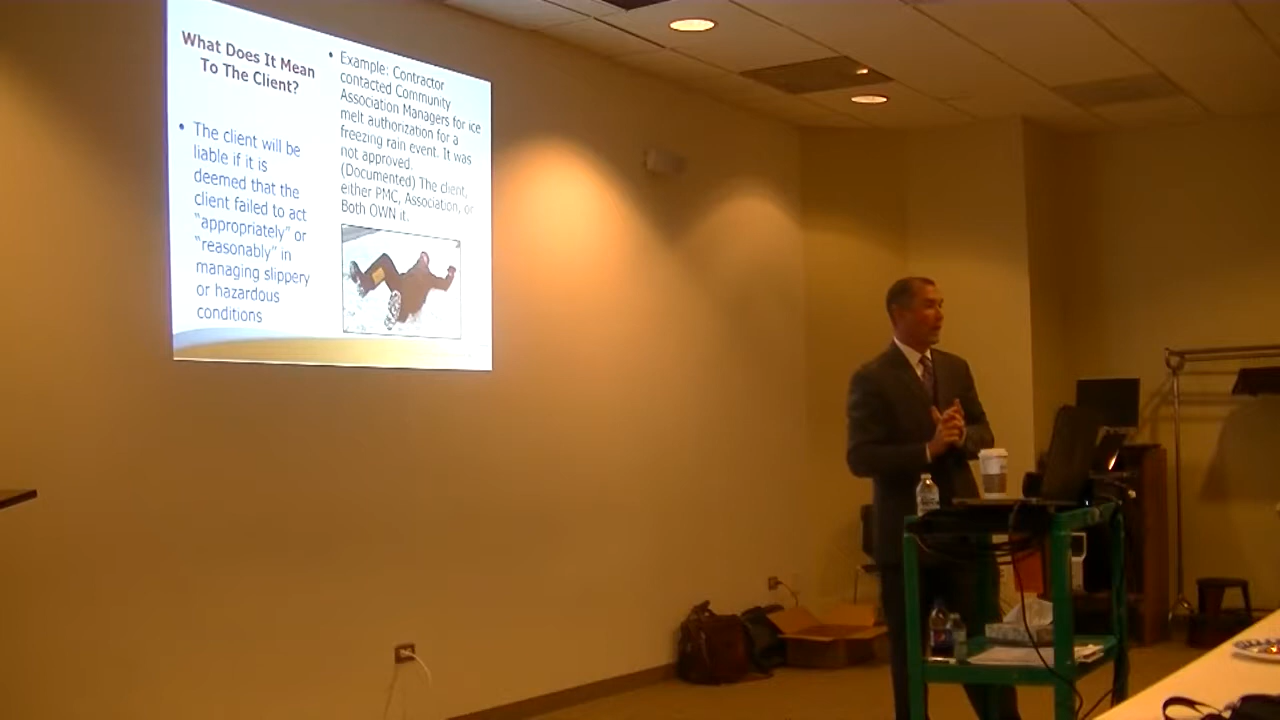 What Does It Mean
To The Client?
• The client will be
liable if it is
deemed that the
client failed to act
"appropriately" or
"reasonably" in
managing slippery
or hazardous
conditions
• Example: Contractor
contacted Community
Association Managers for ice
melt authorization for a
freezing rain event. It was
not approved.
(Documented) The client,
either PMC, Association, or
Both OWN it.